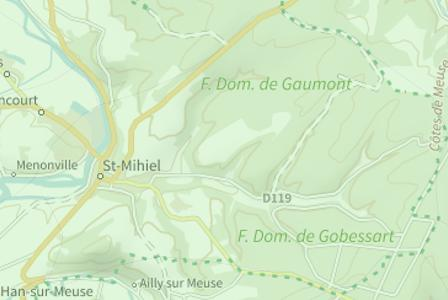 F. Dom. de Gaumont
Côtes de Meuse
ncourt
Menonville
St-Mihiel
D119
F. Dom. de Gobessart
Ailly sur Meuse
Han-sur-Meuse